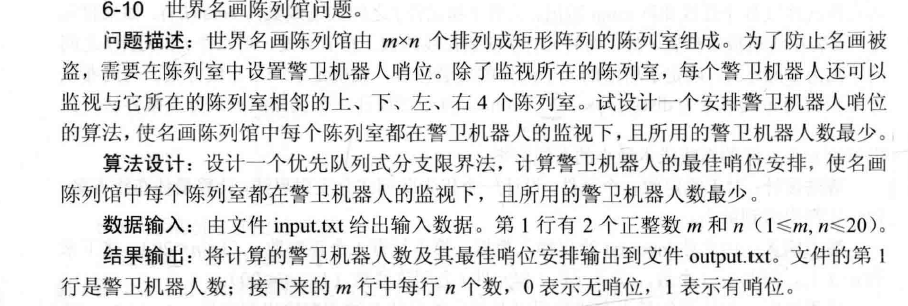 6-10 世界名画陈列馆问题。
问题描述：世界名画陈列馆由 m×n 个排列成矩形阵列的陈列室组成。为了防止名画被
盗，需要在陈列室中设置警卫机器人哨位。除了监视所在的陈列室，每个警卫机器人还可以
监视与它所在的陈列室相邻的上、下、左、右 4 个陈列室。试设计一个安排警卫机器人哨位
的算法，使名画陈列馆中每个陈列室都在警卫机器人的监视下，且所用的警卫机器人数最少。
算法设计：设计一个优先队列式分支限界法，计算警卫机器人的最佳哨位安排，使名画
陈列馆中每个陈列室都在警卫机器人的监视下，且所用的警卫机器人数最少。
数据输入：由文件 input.txt 给出输入数据。第 1 行有 2 个正整数 m 和 n（1≤m, n≤20）。
结果输出：将计算的警卫机器人数及其最佳哨位安排输出到文件 output.txt。文件的第 1
行是警卫机器人数；接下来的 m 行中每行 n 个数，0 表示无哨位，1 表示有哨位。